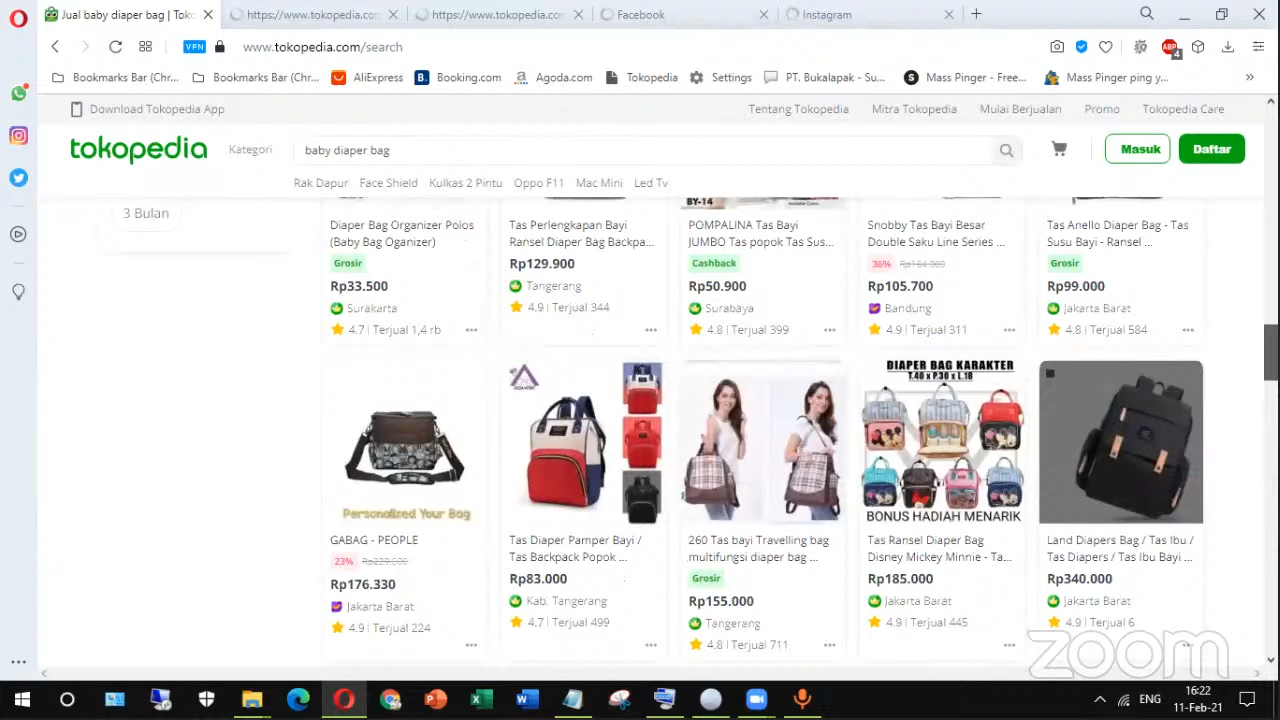 Jual baby diaper bag | Tok
https://www.tokopedia.com/
https://www.tokopedia.com/
Facebook
Instagram
VPN
www.tokopedia.com/search
ABP
4
Bookmarks Bar (Chr...
Bookmarks Bar (Chr...
AliExpress
B.
Booking.com
a
Agoda.com
Tokopedia
Settings
PT. Bukalapak - Su...
S
Mass Pinger - Free...
Mass Pinger ping y...
»
Download Tokopedia App
Tentang Tokopedia
Mitra Tokopedia
Mulai Berjualan
Promo
Tokopedia Care
tokopedia
Kategori
baby diaper bag
Masuk
Daftar
Rak Dapur
Face Shield
Kulkas 2 Pintu
Oppo F11
Mac Mini
Led Tv
3 Bulan
BY-14
Diaper Bag Organizer Polos
(Baby Bag Oganizer)
Grosir
Rp33.500
Surakarta
4.7 | Terjual 1,4 rb
Tas Perlengkapan Bayi
Ransel Diaper Bag Backpa...
Rp129.900
Tangerang
4.9 | Terjual 344
POMPALINA Tas Bayi
JUMBO Tas popok Tas Sus...
Cashback
Rp50.900
Surabaya
4.8 | Terjual 399
Snobby Tas Bayi Besar
Double Saku Line Series ...
36% Rp164.000
Rp105.700
Bandung
4.9 | Terjual 311
Tas Anello Diaper Bag - Tas
Susu Bayi - Ransel ...
Grosir
Rp99.000
Jakarta Barat
4.8 | Terjual 584
Personalized Your Bag
GABAG - PEOPLE
23%
Rp176.330
Jakarta Barat
4.9 | Terjual 224
Tas Diaper Pamper Bayi /
Tas Backpack Popok ...
Rp83.000
Kab. Tangerang
4.7 | Terjual 499
260 Tas bayi Travelling bag
multifungsi diaper bag ...
Grosir
Rp155.000
Tangerang
4.8 | Terjual 711
DIAPER BAG KARAKTER
T.40 x P.30 x L.18
BONUS HADIAH MENARIK
Tas Ransel Diaper Bag
Disney Mickey Minnie - Ta...
Rp185.000
Jakarta Barat
4.9 | Terjual 445
Land Diapers Bag / Tas Ibu /
Tas Diapers / Tas Ibu Bayi ...
Rp340.000
Jakarta Barat
4.9 | Terjual 6
zoom
ENG
16:22
11-Feb-21